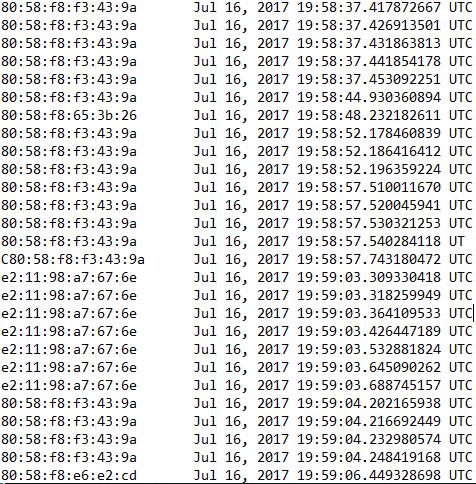 80:58:f8:f3:43:9a Jul 16, 2017 19:58:37.417872667 UTC
80:58:f8:f3:43:9a Jul 16, 2017 19:58:37.426913501 UTC
80:58:f8:f3:43:9a Jul 16, 2017 19:58:37.431863813 UTC
80:58:f8:f3:43:9a Jul 16, 2017 19:58:37.441854178 UTC
80:58:f8:f3:43:9a Jul 16, 2017 19:58:37.453092251 UTC
80:58:f8:f3:43:9a Jul 16, 2017 19:58:44.930360894 UTC
80:58:f8:65:3b:26 Jul 16, 2017 19:58:48.232182611 UTC
80:58:f8:f3:43:9a Jul 16, 2017 19:58:52.178460839 UTC
80:58:f8:f3:43:9a Jul 16, 2017 19:58:52.186416412 UTC
80:58:f8:f3:43:9a Jul 16, 2017 19:58:52.196359224 UTC
80:58:f8:f3:43:9a Jul 16, 2017 19:58:57.510011670 UTC
80:58:f8:f3:43:9a Jul 16, 2017 19:58:57.520045941 UTC
80:58:f8:f3:43:9a Jul 16, 2017 19:58:57.530321253 UTC
80:58:f8:f3:43:9a Jul 16, 2017 19:58:57.540284118 UT
C80:58:f8:f3:43:9a Jul 16, 2017 19:58:57.743180472 UTC
e2:11:98:a7:67:6e Jul 16, 2017 19:59:03.309330418 UTC
e2:11:98:a7:67:6e Jul 16, 2017 19:59:03.318259949 UTC
e2:11:98:a7:67:6e Jul 16, 2017 19:59:03.364109533 UTC
e2:11:98:a7:67:6e Jul 16, 2017 19:59:03.426447189 UTC
e2:11:98:a7:67:6e Jul 16, 2017 19:59:03.532881824 UTC
e2:11:98:a7:67:6e Jul 16, 2017 19:59:03.645090262 UTC
e2:11:98:a7:67:6e Jul 16, 2017 19:59:03.688745157 UTC
80:58:f8:f3:43:9a Jul 16, 2017 19:59:04.202165938 UTC
80:58:f8:f3:43:9a Jul 16, 2017 19:59:04.216692449 UTC
80:58:f8:f3:43:9a Jul 16, 2017 19:59:04.232980574 UTC
80:58:f8:f3:43:9a Jul 16, 2017 19:59:04.248419168 UTC
80:58:f8:e6:e2:cd Jul 16, 2017 19:59:06.449328698 UTC